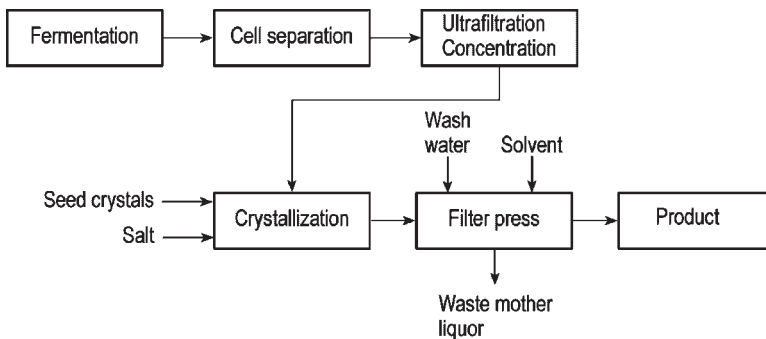 Fermentation
Cell separation
Ultrafiltration
Concentration
Wash
water
Solvent
Seed crystals
Salt
Crystallization
Filter press
Product
Waste mother
liquor